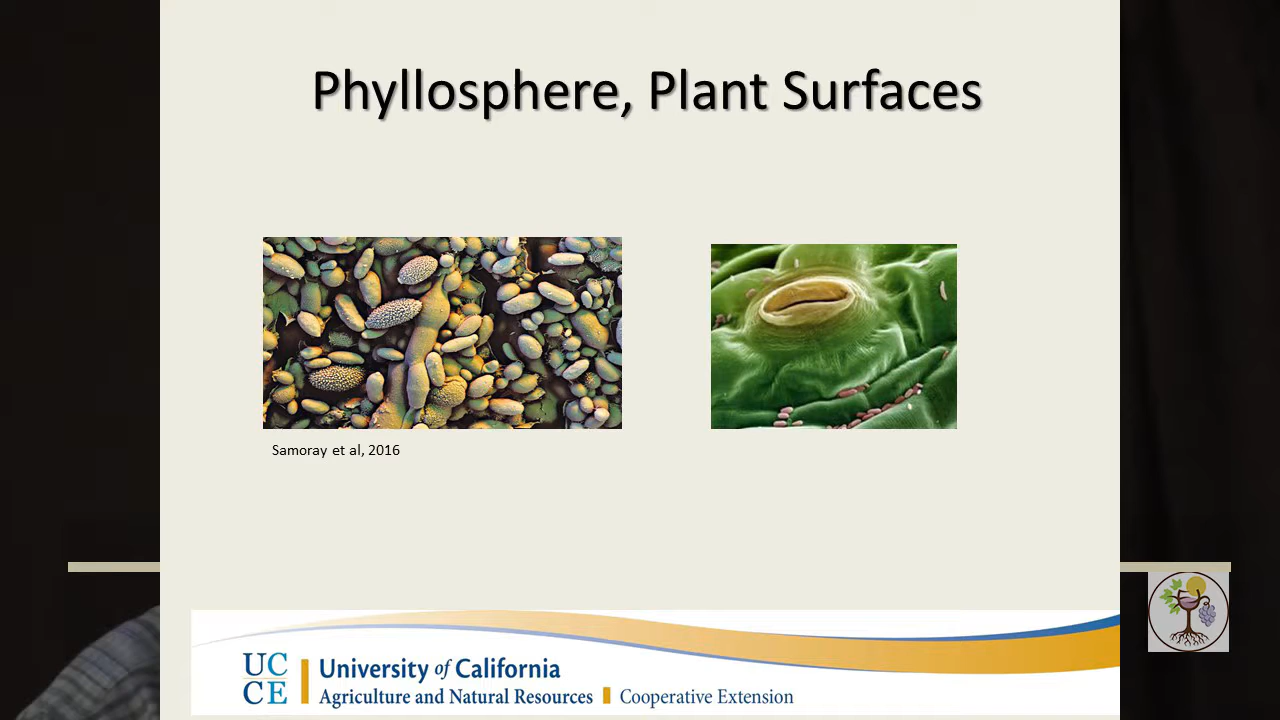 Phyllosphere, Plant Surfaces
Samoray et al, 2016
UC
CE
University of California
Agriculture and Natural Resources Cooperative Extension